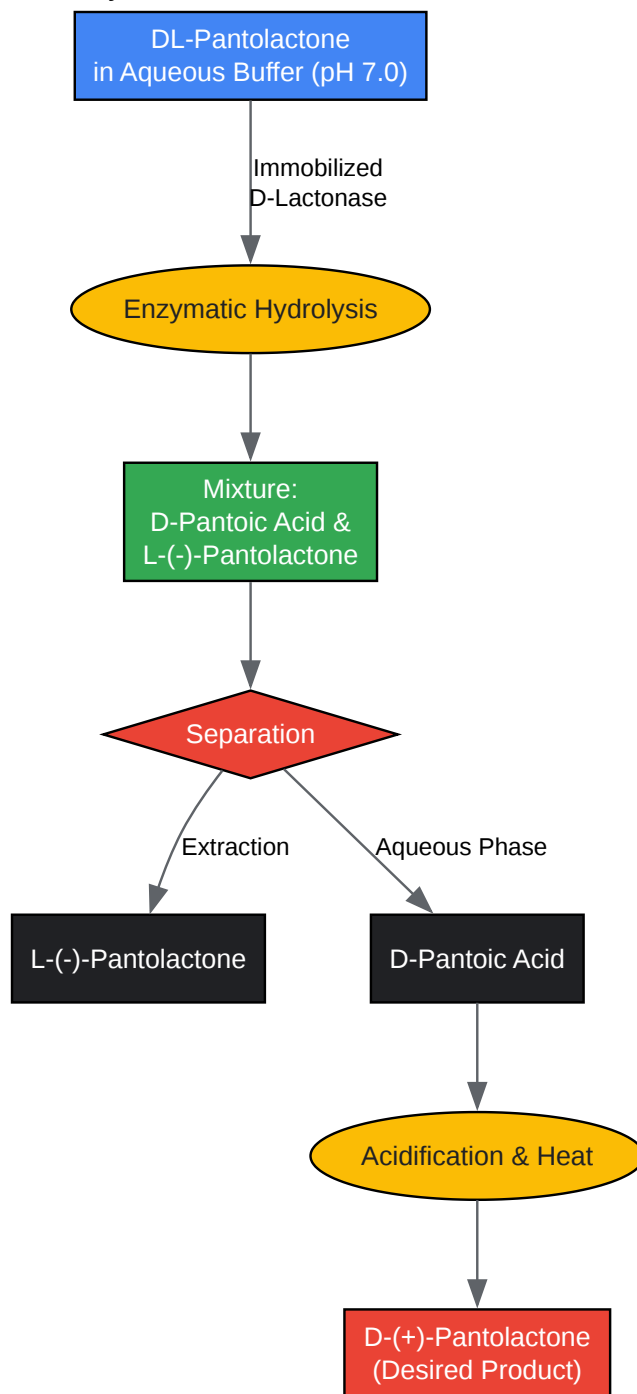 DL-Pantolactone
in Aqueous Buffer (pH 7.0)
Immobilized
D-Lactonase
Enzymatic Hydrolysis
Mixture:
D-Pantoic Acid &
L-(-)-Pantolactone
Separation
Extraction
Aqueous Phase
L-(-)-Pantolactone
D-Pantoic Acid
Acidification & Heat
D-(+)-Pantolactone
(Desired Product)